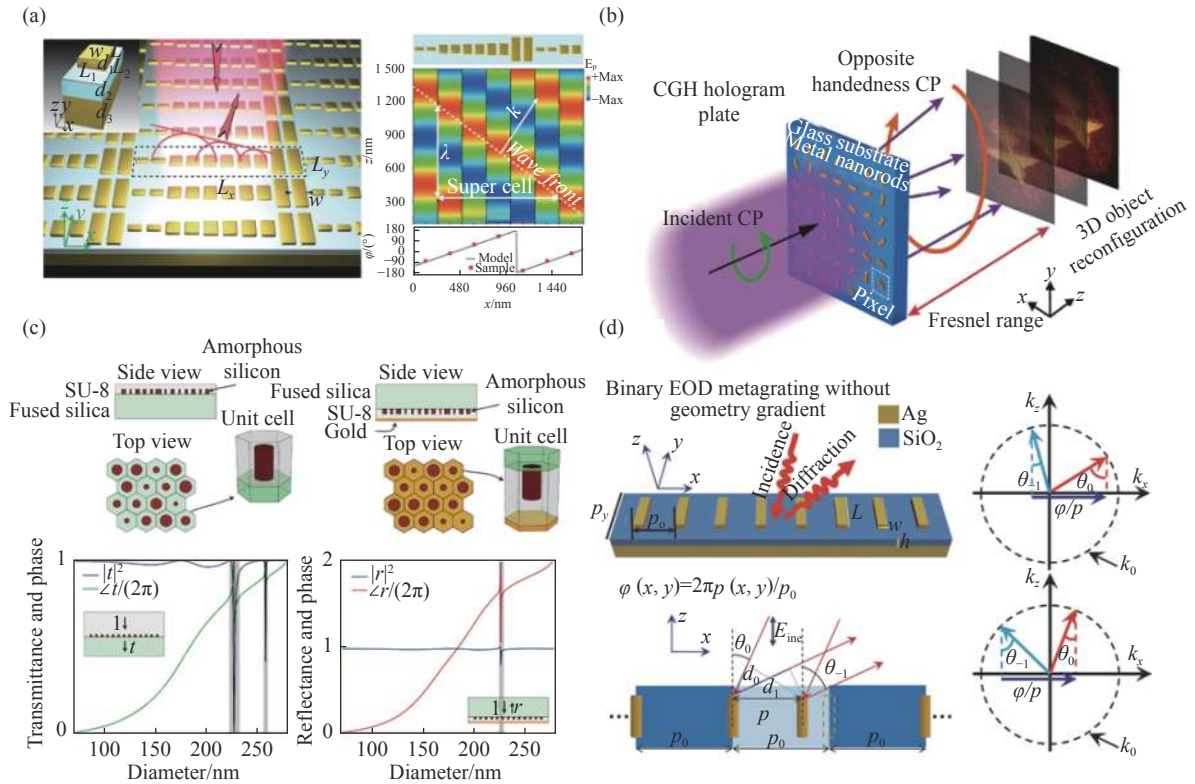 (a)
w
L
d₁
L₁
L₂
d₂
d₃
z
y
x
Lₓ
L_y
w
z
y
x
Eₚ
+Max
−Max
1 500
1 200
900
600
300
z/nm
λ
k
Wave front
Super cell
180
90
0
−90
−180
φ/(°)
Model
Sample
0
480
960
1 440
x/nm
(b)
Opposite
handedness CP
CGH hologram
plate
Glass substrate
Metal nanorods
Incident CP
Pixel
3D object
reconfiguration
Fresnel range
y
x
z
(c)
Amorphous
silicon
Side view
SU-8
Fused silica
Unit cell
Top view
Side view
Fused silica
SU-8
Gold
Amorphous
silicon
Top view
Unit cell
Transmittance and phase
1
0
|t|²
∠t/(2π)
1↓
↓t
100
150
200
250
Diameter/nm
Reflectance and phase
2
1
0
|r|²
∠r/(2π)
1↓↑r
100
150
200
250
Diameter/nm
(d)
Binary EOD metagrating without
geometry gradient
Ag
SiO₂
z
y
x
Incidence
Diffraction
p_y
pₒ
L
w
h
φ (x, y)=2πp (x, y)/p₀
z
x
θ₀
E_ine
θ₋₁
d₀
d₁
p
p₀
p₀
p₀
k_z
θ₋₁
θ₀
kₓ
φ/p
k₀
k_z
θ₋₁
θ₀
kₓ
φ/p
k₀